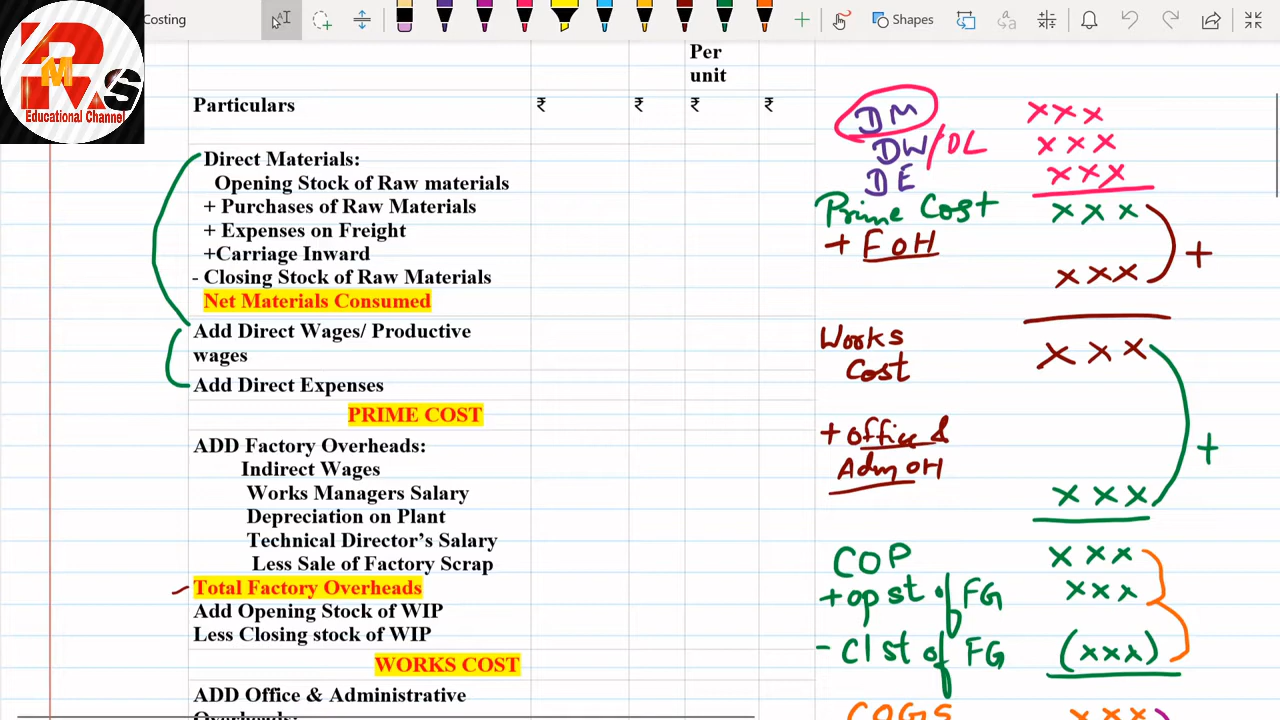 Costing
Shapes
R
M
S
Educational Channel
Per
unit
Particulars ₹ ₹ ₹ ₹
Direct Materials:
Opening Stock of Raw materials
+ Purchases of Raw Materials
+ Expenses on Freight
+Carriage Inward
- Closing Stock of Raw Materials
Net Materials Consumed
Add Direct Wages/ Productive
wages
Add Direct Expenses
PRIME COST
ADD Factory Overheads:
Indirect Wages
Works Managers Salary
Depreciation on Plant
Technical Director’s Salary
Less Sale of Factory Scrap
Total Factory Overheads
Add Opening Stock of WIP
Less Closing stock of WIP
WORKS COST
ADD Office & Administrative
Overheads:
DM xxx
DW/DL xxx
DE xxx
Prime Cost xxx
+ FOH
xxx +
Works
Cost xxx
+ office &
Adm OH +
xxx
COP xxx
+ op st of FG xxx
- Cl st of FG (xxx)
COGS xxx